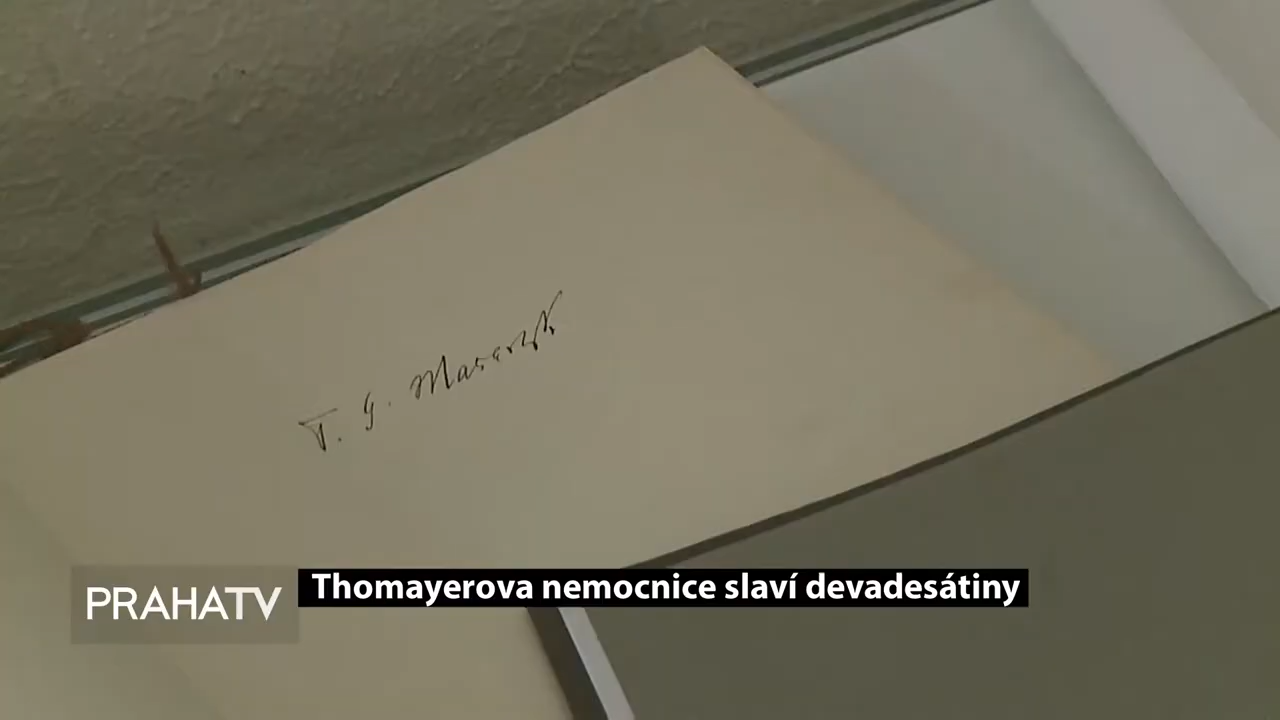 T. G. Masaryk
Thomayerova nemocnice slaví devadesátiny
PRAHATV